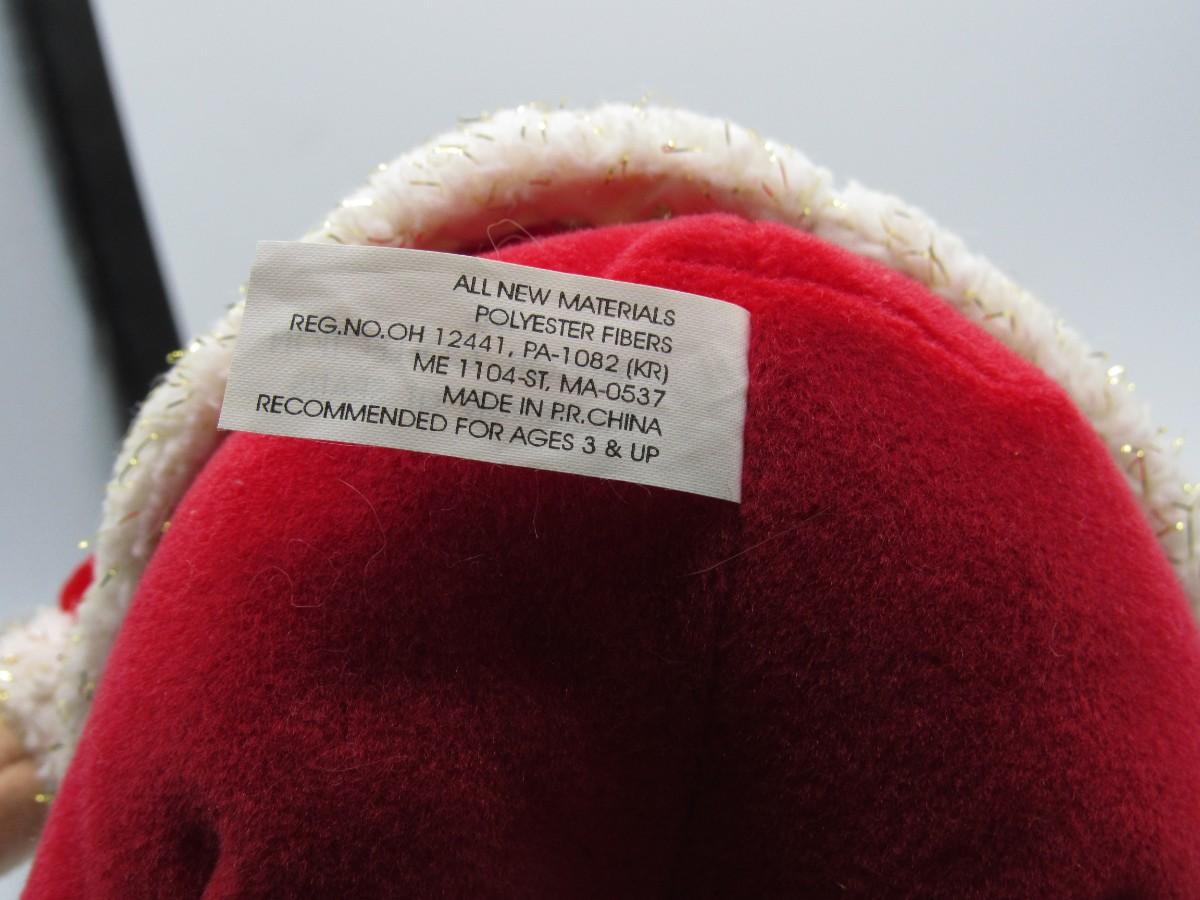 ALL NEW MATERIALS
POLYESTER FIBERS
REG.NO.OH 12441, PA-1082 (KR)
ME 1104-ST, MA-0537
MADE IN P.R.CHINA
RECOMMENDED FOR AGES 3 & UP